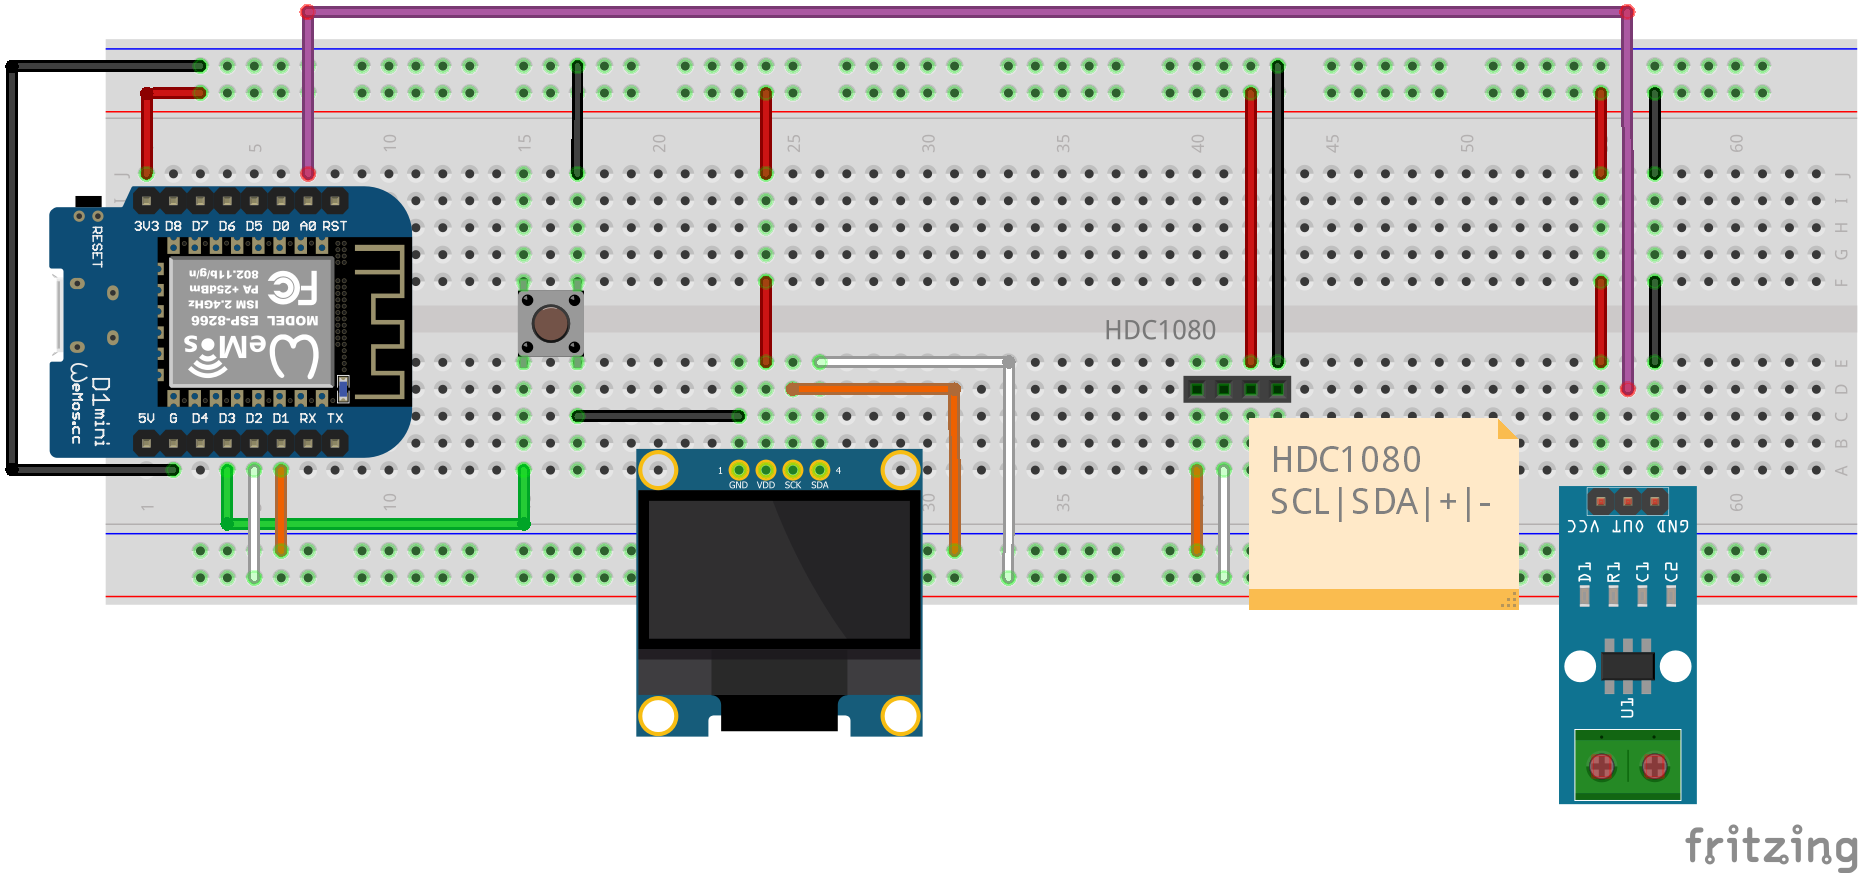 5 10 15 20 25 30 35 40 45 50 60
J J
I
H
G
F
RESET
3V3 D8 D7 D6 D5 D0 A0 RST
802.11b/g/n
PA +25dBm
ISM 2.4GHz
MODEL ESP-8266
FC
WeMos
D1 mini
WeMos.cc
5V G D4 D3 D2 D1 RX TX
HDC1080
E
D
C
B
A
1 10 30 35 60
1 4
GND VDD SCK SDA
HDC1080
SCL|SDA|+|-
VCC OUT GND
D1 R1 C1 C2
U1
fritzing